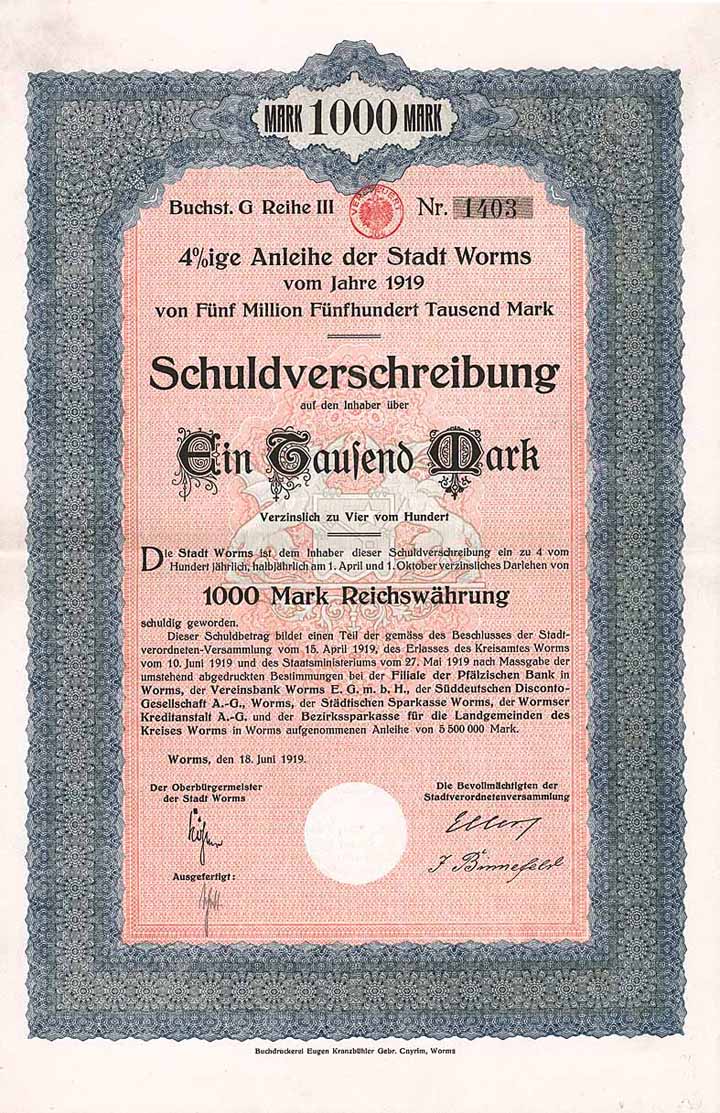 MARK 1000 MARK
Buchst. G Reihe III Nr. 1403
4%ige Anleihe der Stadt Worms
vom Jahre 1919
von Fünf Million Fünfhundert Tausend Mark
Schuldverschreibung
auf den Inhaber über
Ein Tausend Mark
Verzinslich zu Vier vom Hundert
Die Stadt Worms ist dem Inhaber dieser Schuldverschreibung ein zu 4 vom
Hundert jährlich, halbjährlich am 1. April und 1. Oktober verzinsliches Darlehen von
1000 Mark Reichswährung
schuldig geworden.
Dieser Schuldbetrag bildet einen Teil der gemäss des Beschlusses der Stadt-
verordneten-Versammlung vom 15. April 1919, des Erlasses des Kreisamtes Worms
vom 10. Juni 1919 und des Staatsministeriums vom 27. Mai 1919 nach Massgabe der
umstehend abgedruckten Bestimmungen bei der Filiale der Pfälzischen Bank in
Worms, der Vereinsbank Worms E. G. m. b. H., der Süddeutschen Disconto-
Gesellschaft A.-G., Worms, der Städtischen Sparkasse Worms, der Wormser
Kreditanstalt A.-G. und der Bezirkssparkasse für die Landgemeinden des
Kreises Worms in Worms aufgenommenen Anleihe von 5 500 000 Mark.
Worms, den 18. Juni 1919.
Der Oberbürgermeister
der Stadt Worms
Die Bevollmächtigten der
Stadtverordnetenversammlung
J Binnefeld
Ausgefertigt:
Buchdruckerei Eugen Kranzbühler Gebr. Cnyrim, Worms